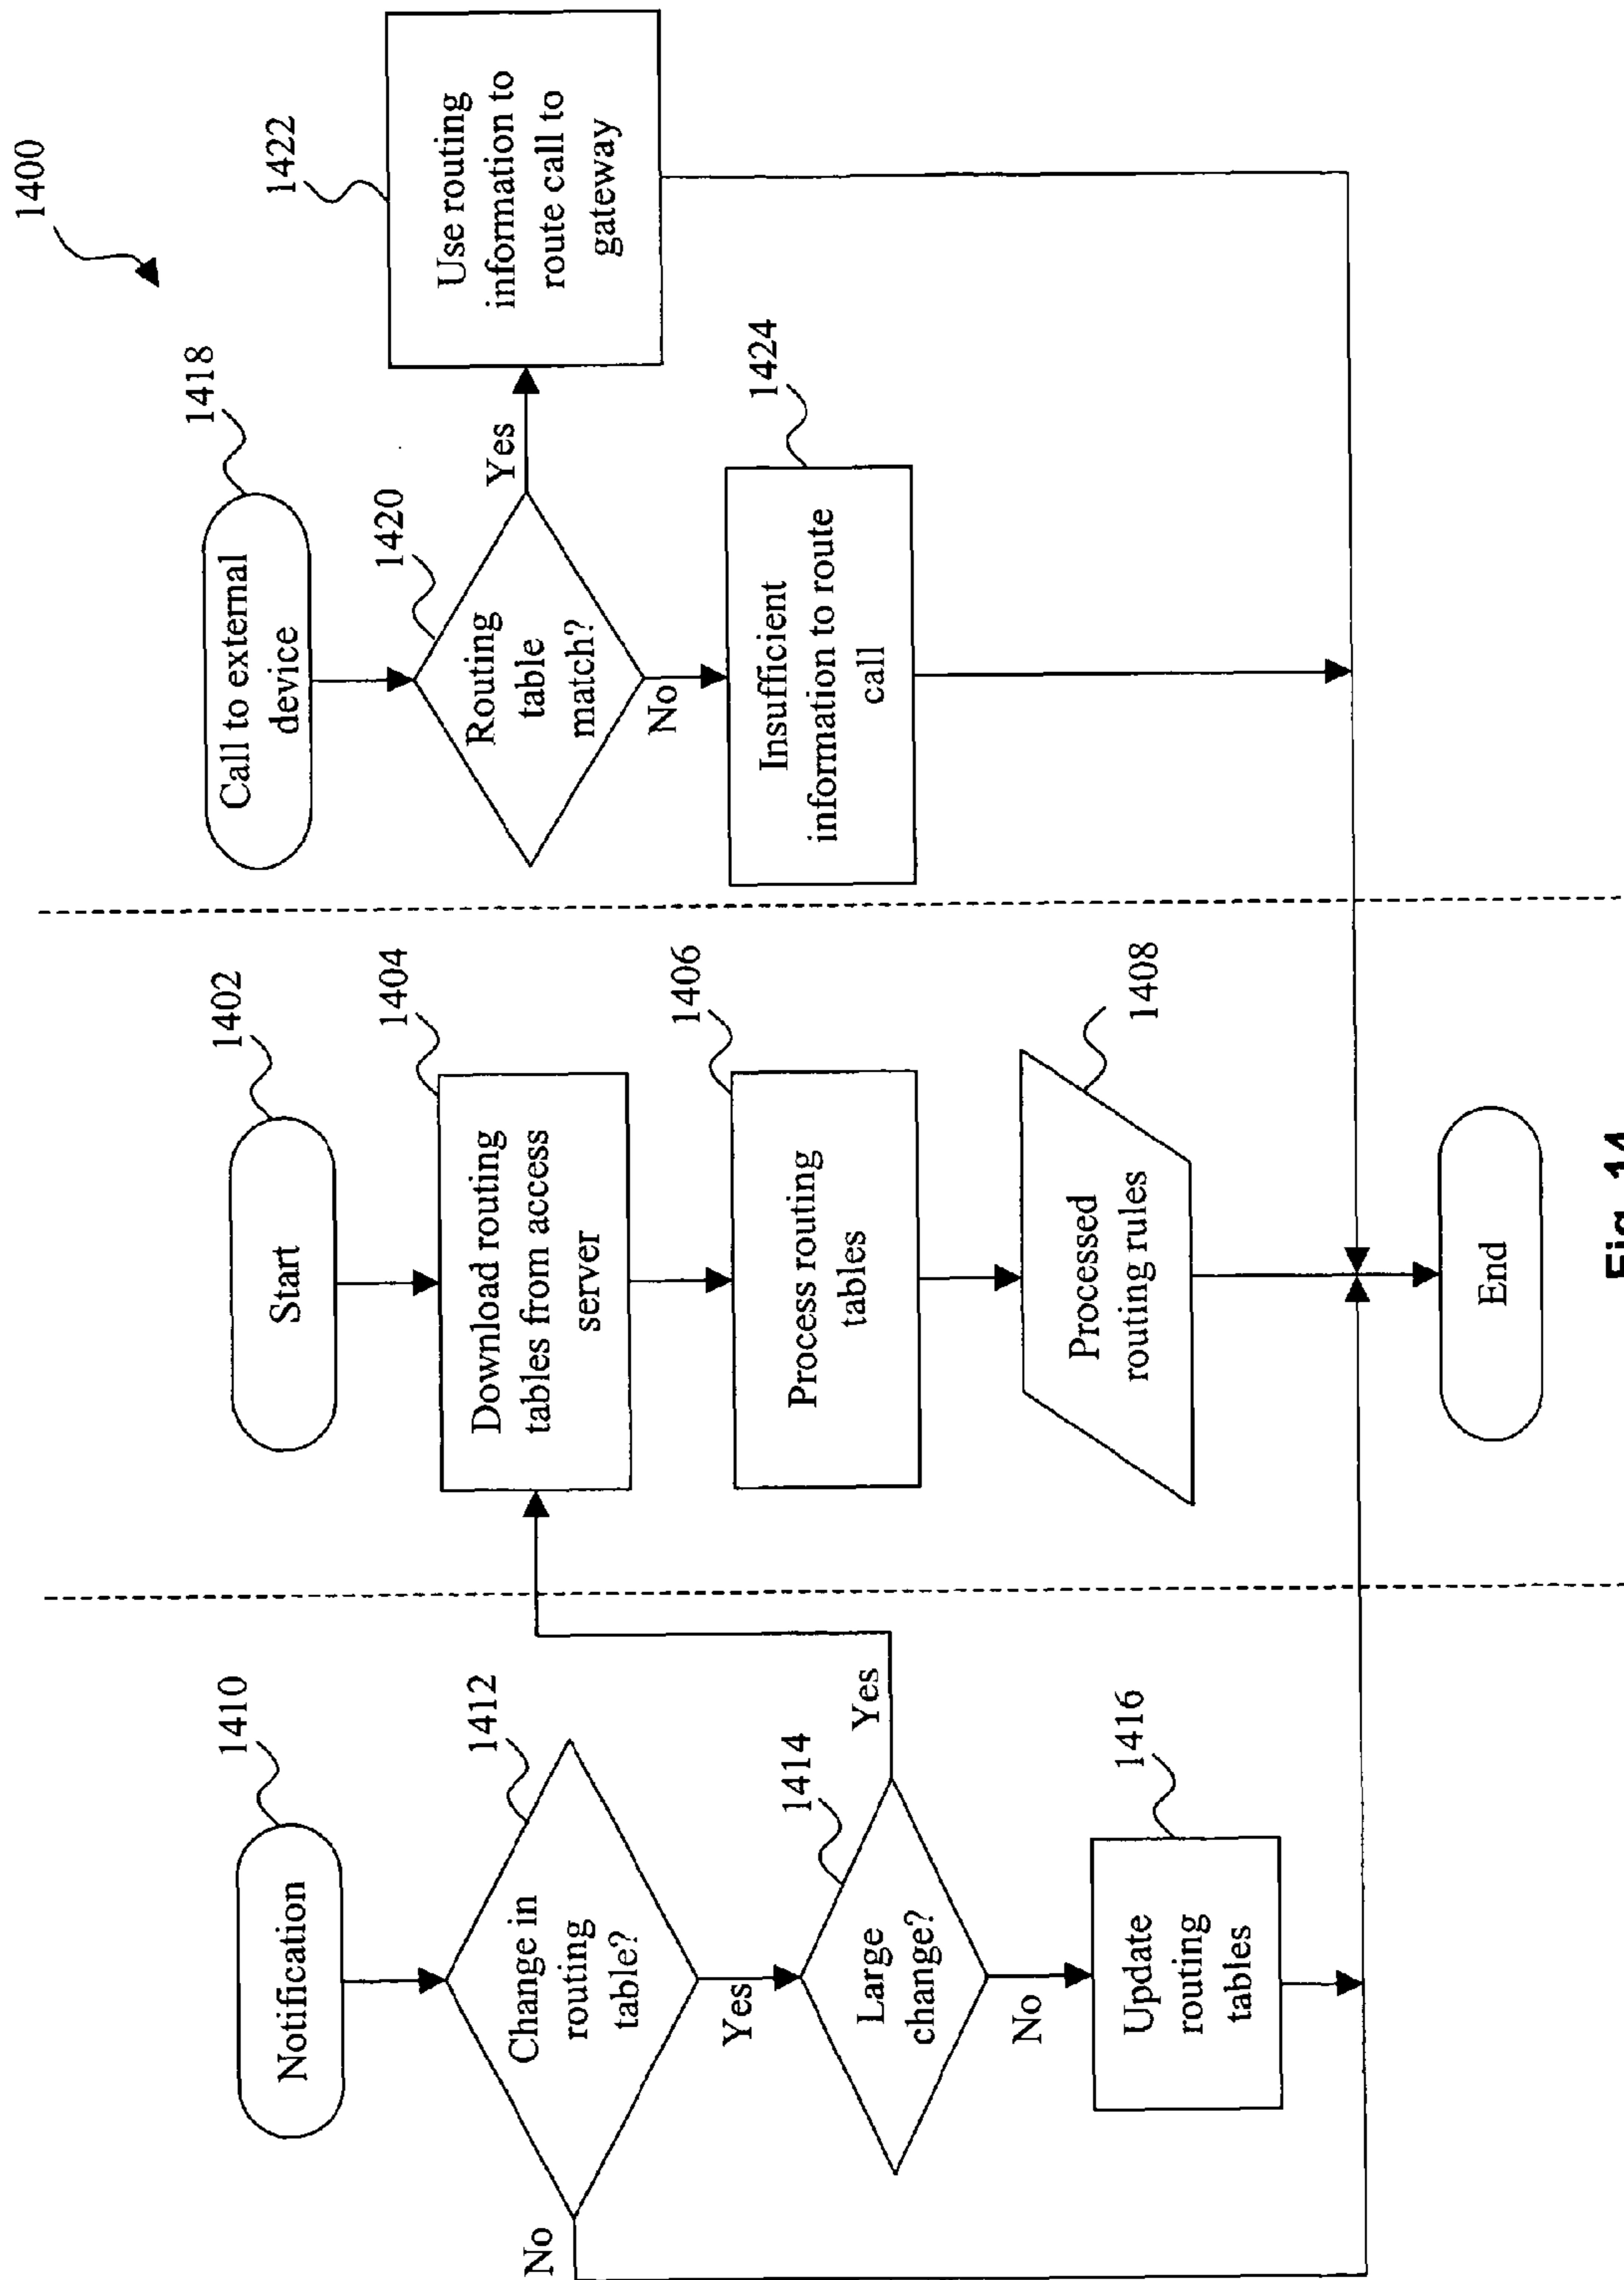 1400
1410
Notification
1412
Change in
routing
table?
No
Yes
1414
Large
change?
Yes
No
1416
Update
routing
tables
1402
Start
1404
Download routing
tables from access
server
1406
Process routing
tables
1408
Processed
routing rules
End
1418
Call to external
device
1420
Routing
table
match?
Yes
No
1422
Use routing
information to
route call to
gateway
1424
Insufficient
information to route
call
Fig. 14